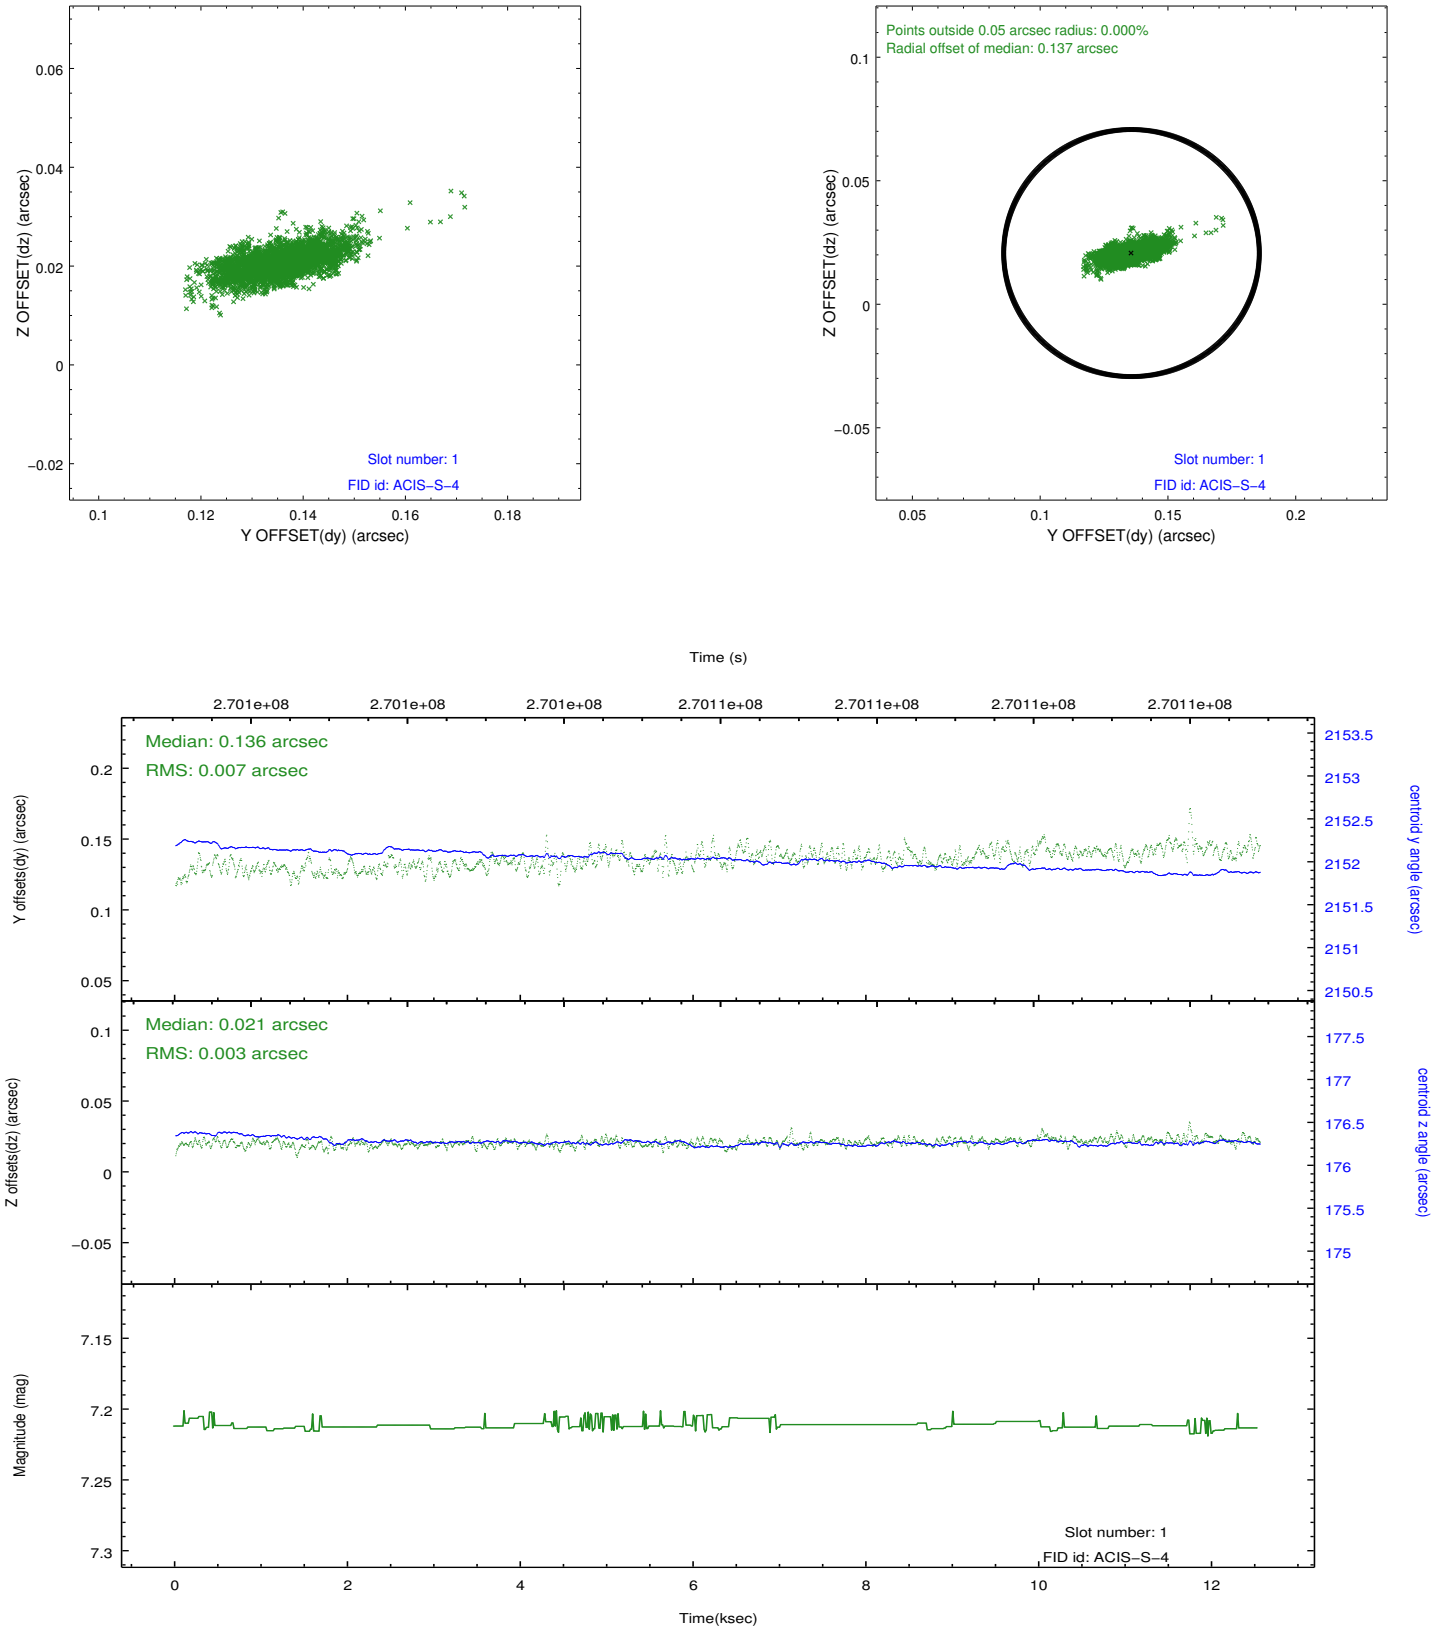 0.06
0.04
0.02
0
−0.02
Z OFFSET(dz) (arcsec)
Slot number: 1
FID id: ACIS−S−4
0.1 0.12 0.14 0.16 0.18
Y OFFSET(dy) (arcsec)
Points outside 0.05 arcsec radius: 0.000%
Radial offset of median: 0.137 arcsec
0.1
0.05
0
−0.05
Z OFFSET(dz) (arcsec)
Slot number: 1
FID id: ACIS−S−4
0.05 0.1 0.15 0.2
Y OFFSET(dy) (arcsec)
Time (s)
2.701e+08 2.701e+08 2.701e+08 2.7011e+08 2.7011e+08 2.7011e+08 2.7011e+08
Median: 0.136 arcsec
RMS: 0.007 arcsec
0.2
0.15
0.1
0.05
Y offsets(dy) (arcsec)
2153.5
2153
2152.5
2152
2151.5
2151
2150.5
centroid y angle (arcsec)
Median: 0.021 arcsec
RMS: 0.003 arcsec
0.1
0.05
0
−0.05
Z offsets(dz) (arcsec)
177.5
177
176.5
176
175.5
175
centroid z angle (arcsec)
7.15
7.2
7.25
7.3
Magnitude (mag)
Slot number: 1
FID id: ACIS−S−4
0 2 4 6 8 10 12
Time(ksec)